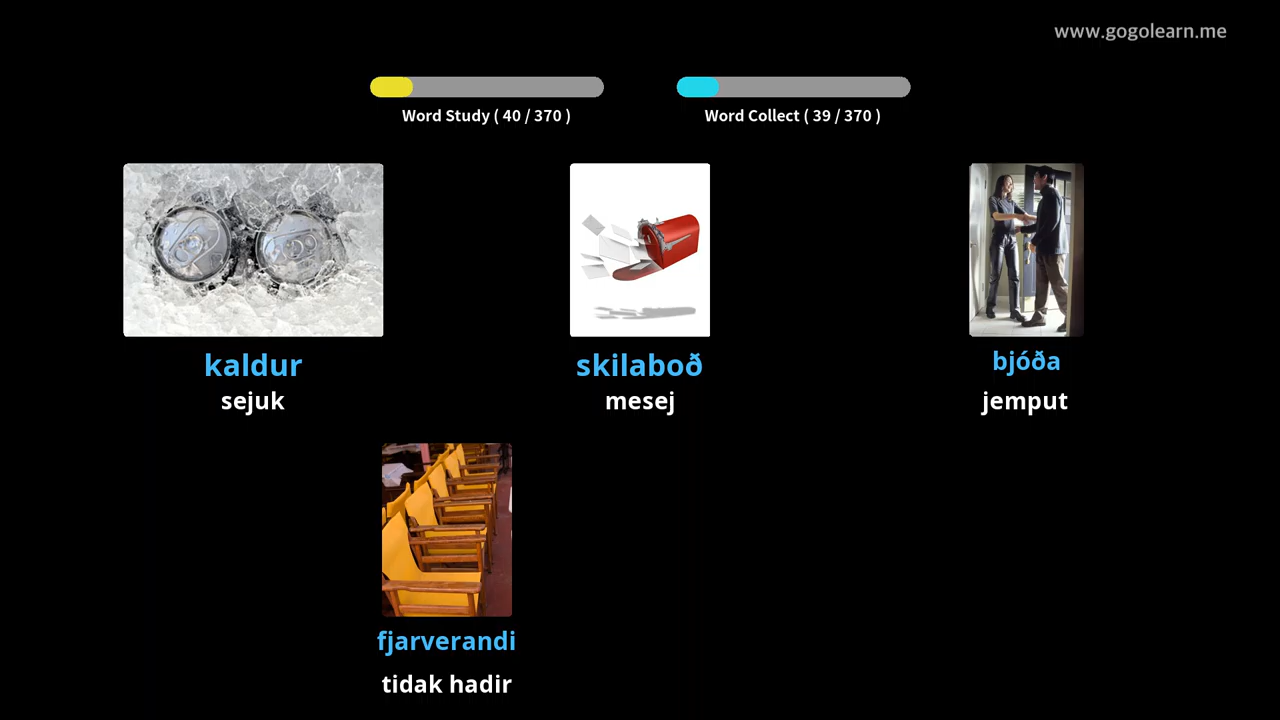 www.gogolearn.me
Word Study ( 40 / 370 )
Word Collect ( 39 / 370 )
kaldur
sejuk
skilaboð
mesej
bjóða
jemput
fjarverandi
tidak hadir